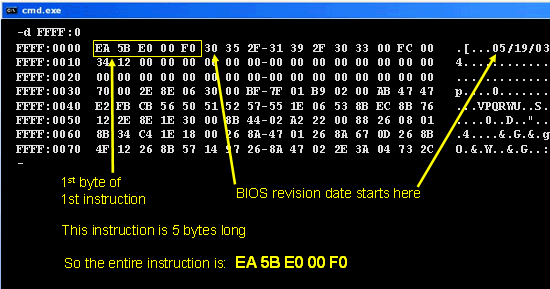 cmd.exe
-d FFFF:0
FFFF:0000 EA 5B E0 00 F0 30 35 2F-31 39 2F 30 33 00 FC 00 .[...05/19/03
FFFF:0010 34 12 00 00 00 00 00 00-00 00 00 00 00 00 00 00 4...............
FFFF:0020 00 00 00 00 00 00 00 00-00 00 00 00 00 00 00 00
FFFF:0030 70 00 2E 8E 06 30 00 BF-7F 01 B9 02 00 AB 47 47 p....0
FFFF:0040 E2 FB CB 56 50 51 52 57-55 1E 06 53 8B EC 8B 76 ...VPQRWU..S.
FFFF:0050 12 2E 8E 1E 30 00 8B 44-02 A2 22 00 88 26 08 01 ....0..D.."..
FFFF:0060 8B 34 C4 1E 18 00 26 8A-47 01 26 8A 67 0D 26 8B .4....&.G.&.g
FFFF:0070 4F 12 26 8B 57 14 97 26-8A 47 02 2E 3A 04 73 2C O.&.W..&.G..:
-
1st byte of
1st instruction
BIOS revision date starts here
This instruction is 5 bytes long
So the entire instruction is: EA 5B E0 00 F0